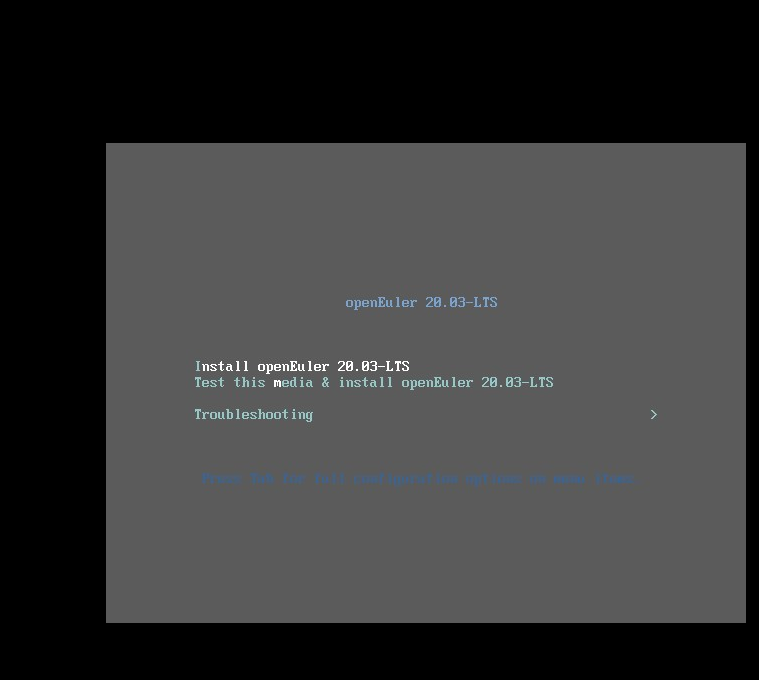 openEuler 20.03-LTS
Install openEuler 20.03-LTS
Test this media & install openEuler 20.03-LTS
Troubleshooting >
Press Tab for full configuration options on menu items.